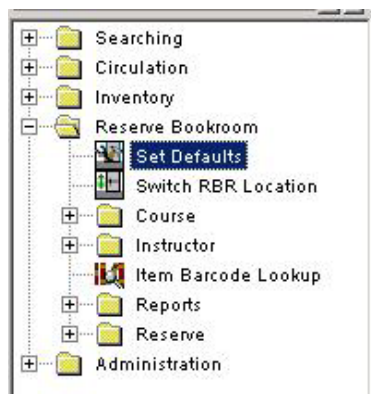 Searching
Circulation
Inventory
Reserve Bookroom
Set Defaults
Switch RBR Location
Course
Instructor
Item Barcode Lookup
Reports
Reserve
Administration